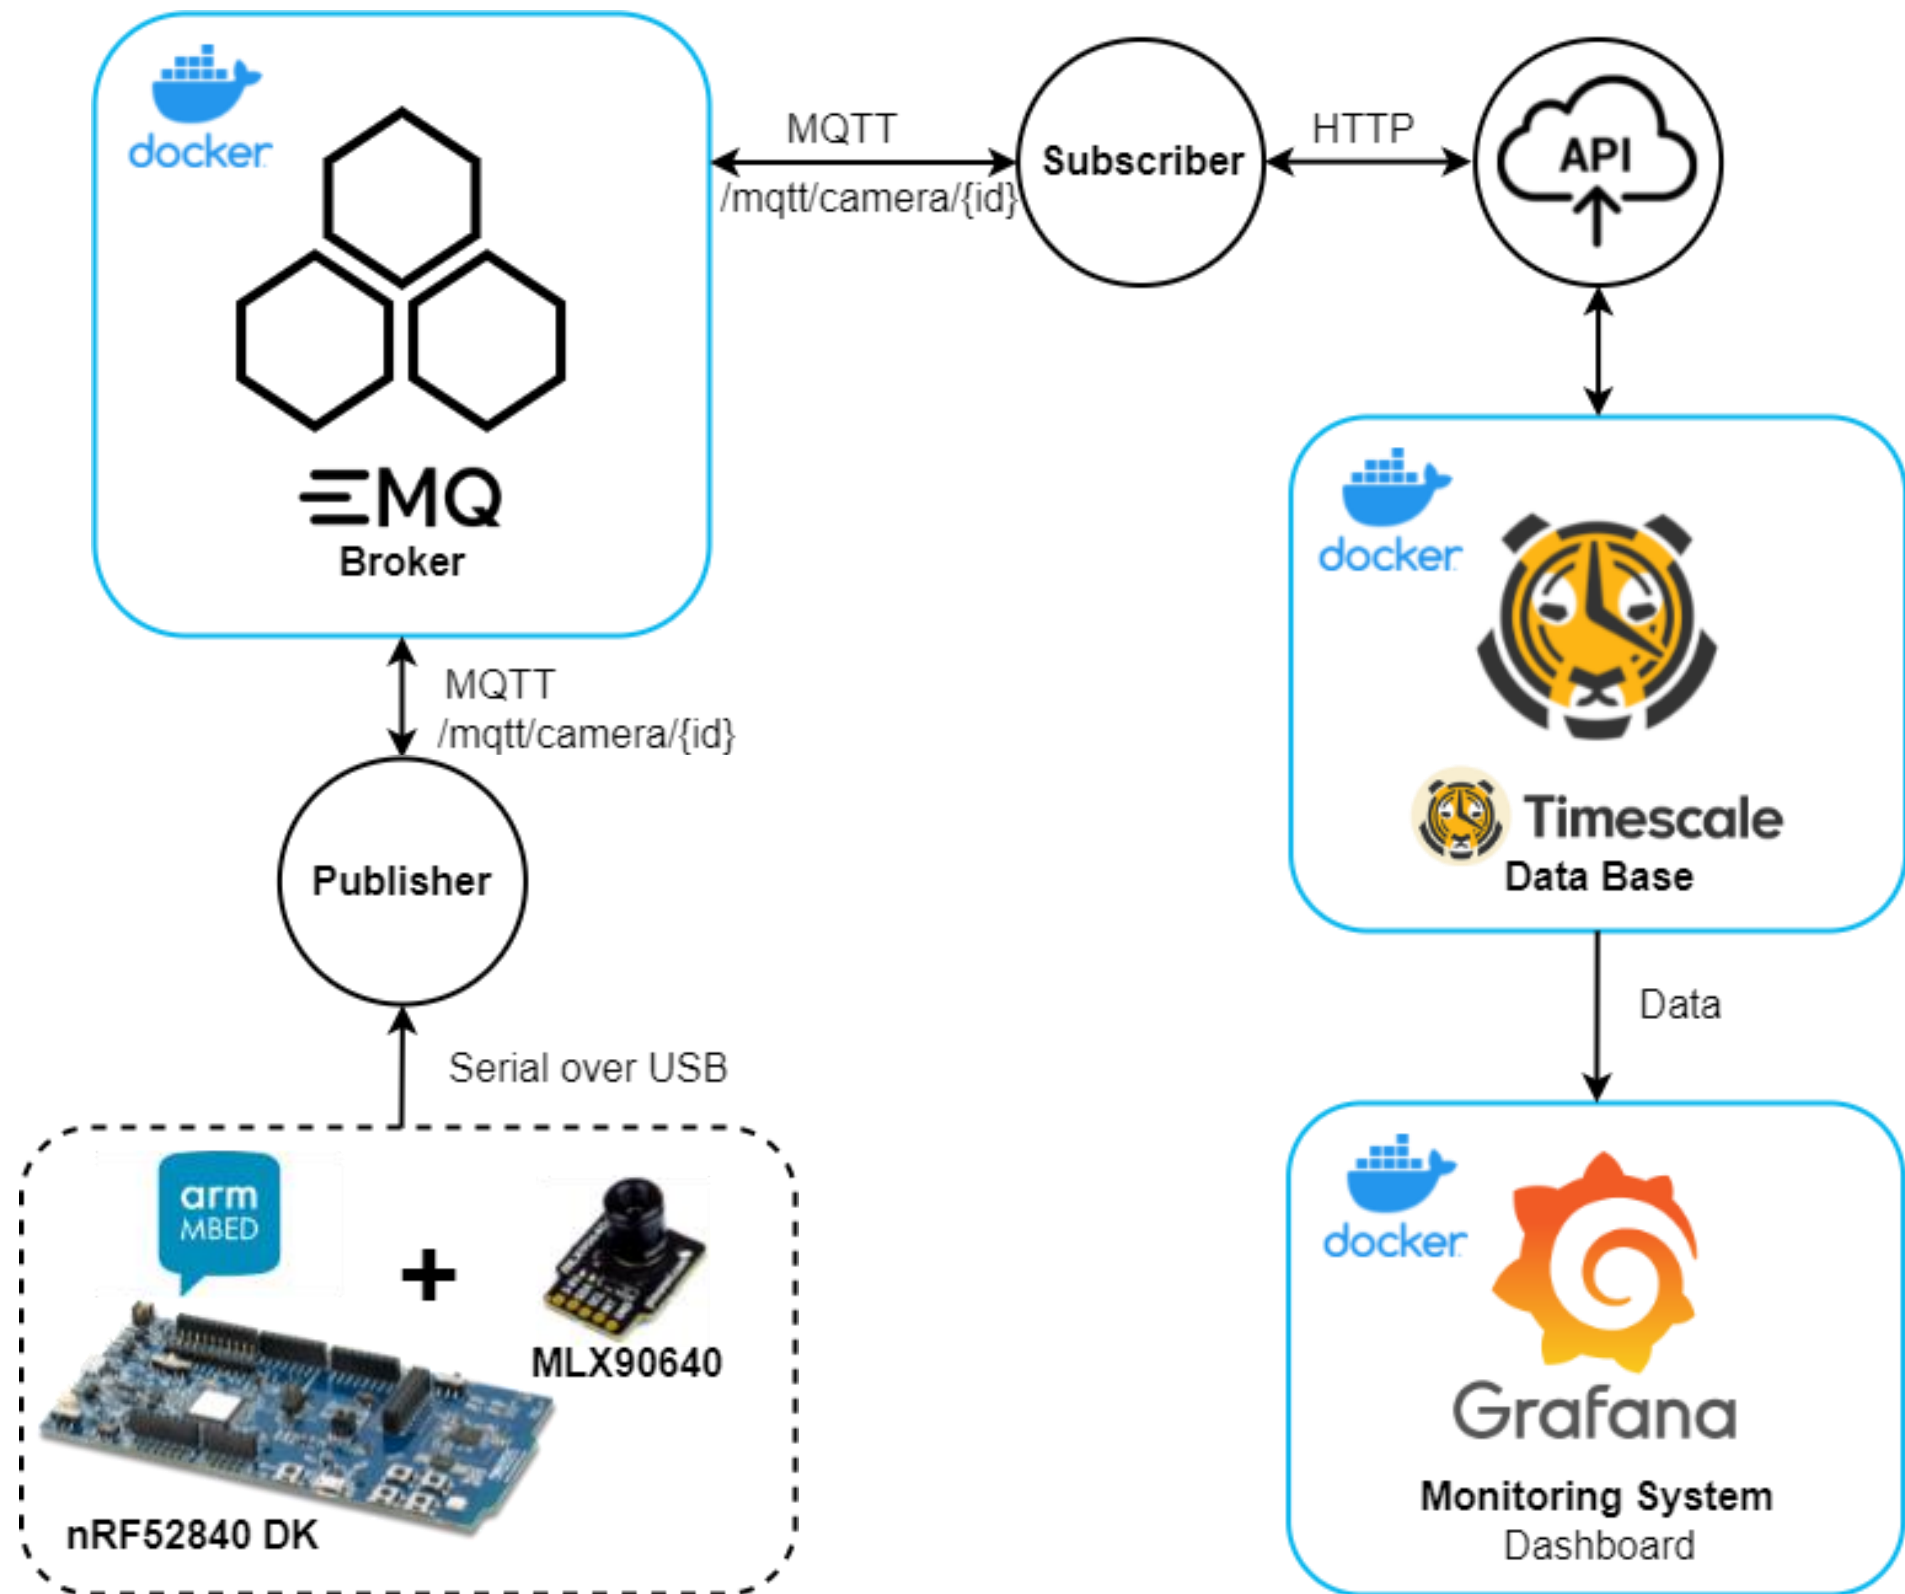 docker
MQTT
/mqtt/camera/{id}
Subscriber
HTTP
API
EMQ
Broker
MQTT
/mqtt/camera/{id}
Publisher
Serial over USB
arm
MBED
MLX90640
nRF52840 DK
docker
Timescale
Data Base
Data
docker
Grafana
Monitoring System
Dashboard